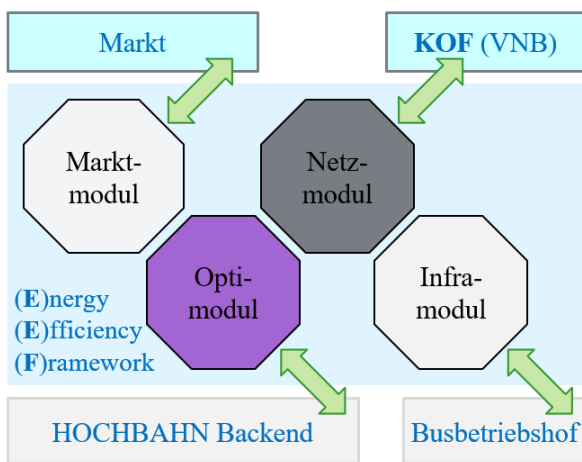 Markt
KOF (VNB)
Markt-
modul
Netz-
modul
Opti-
modul
Infra-
modul
(E)nergy
(E)fficiency
(F)ramework
HOCHBAHN Backend
Busbetriebshof